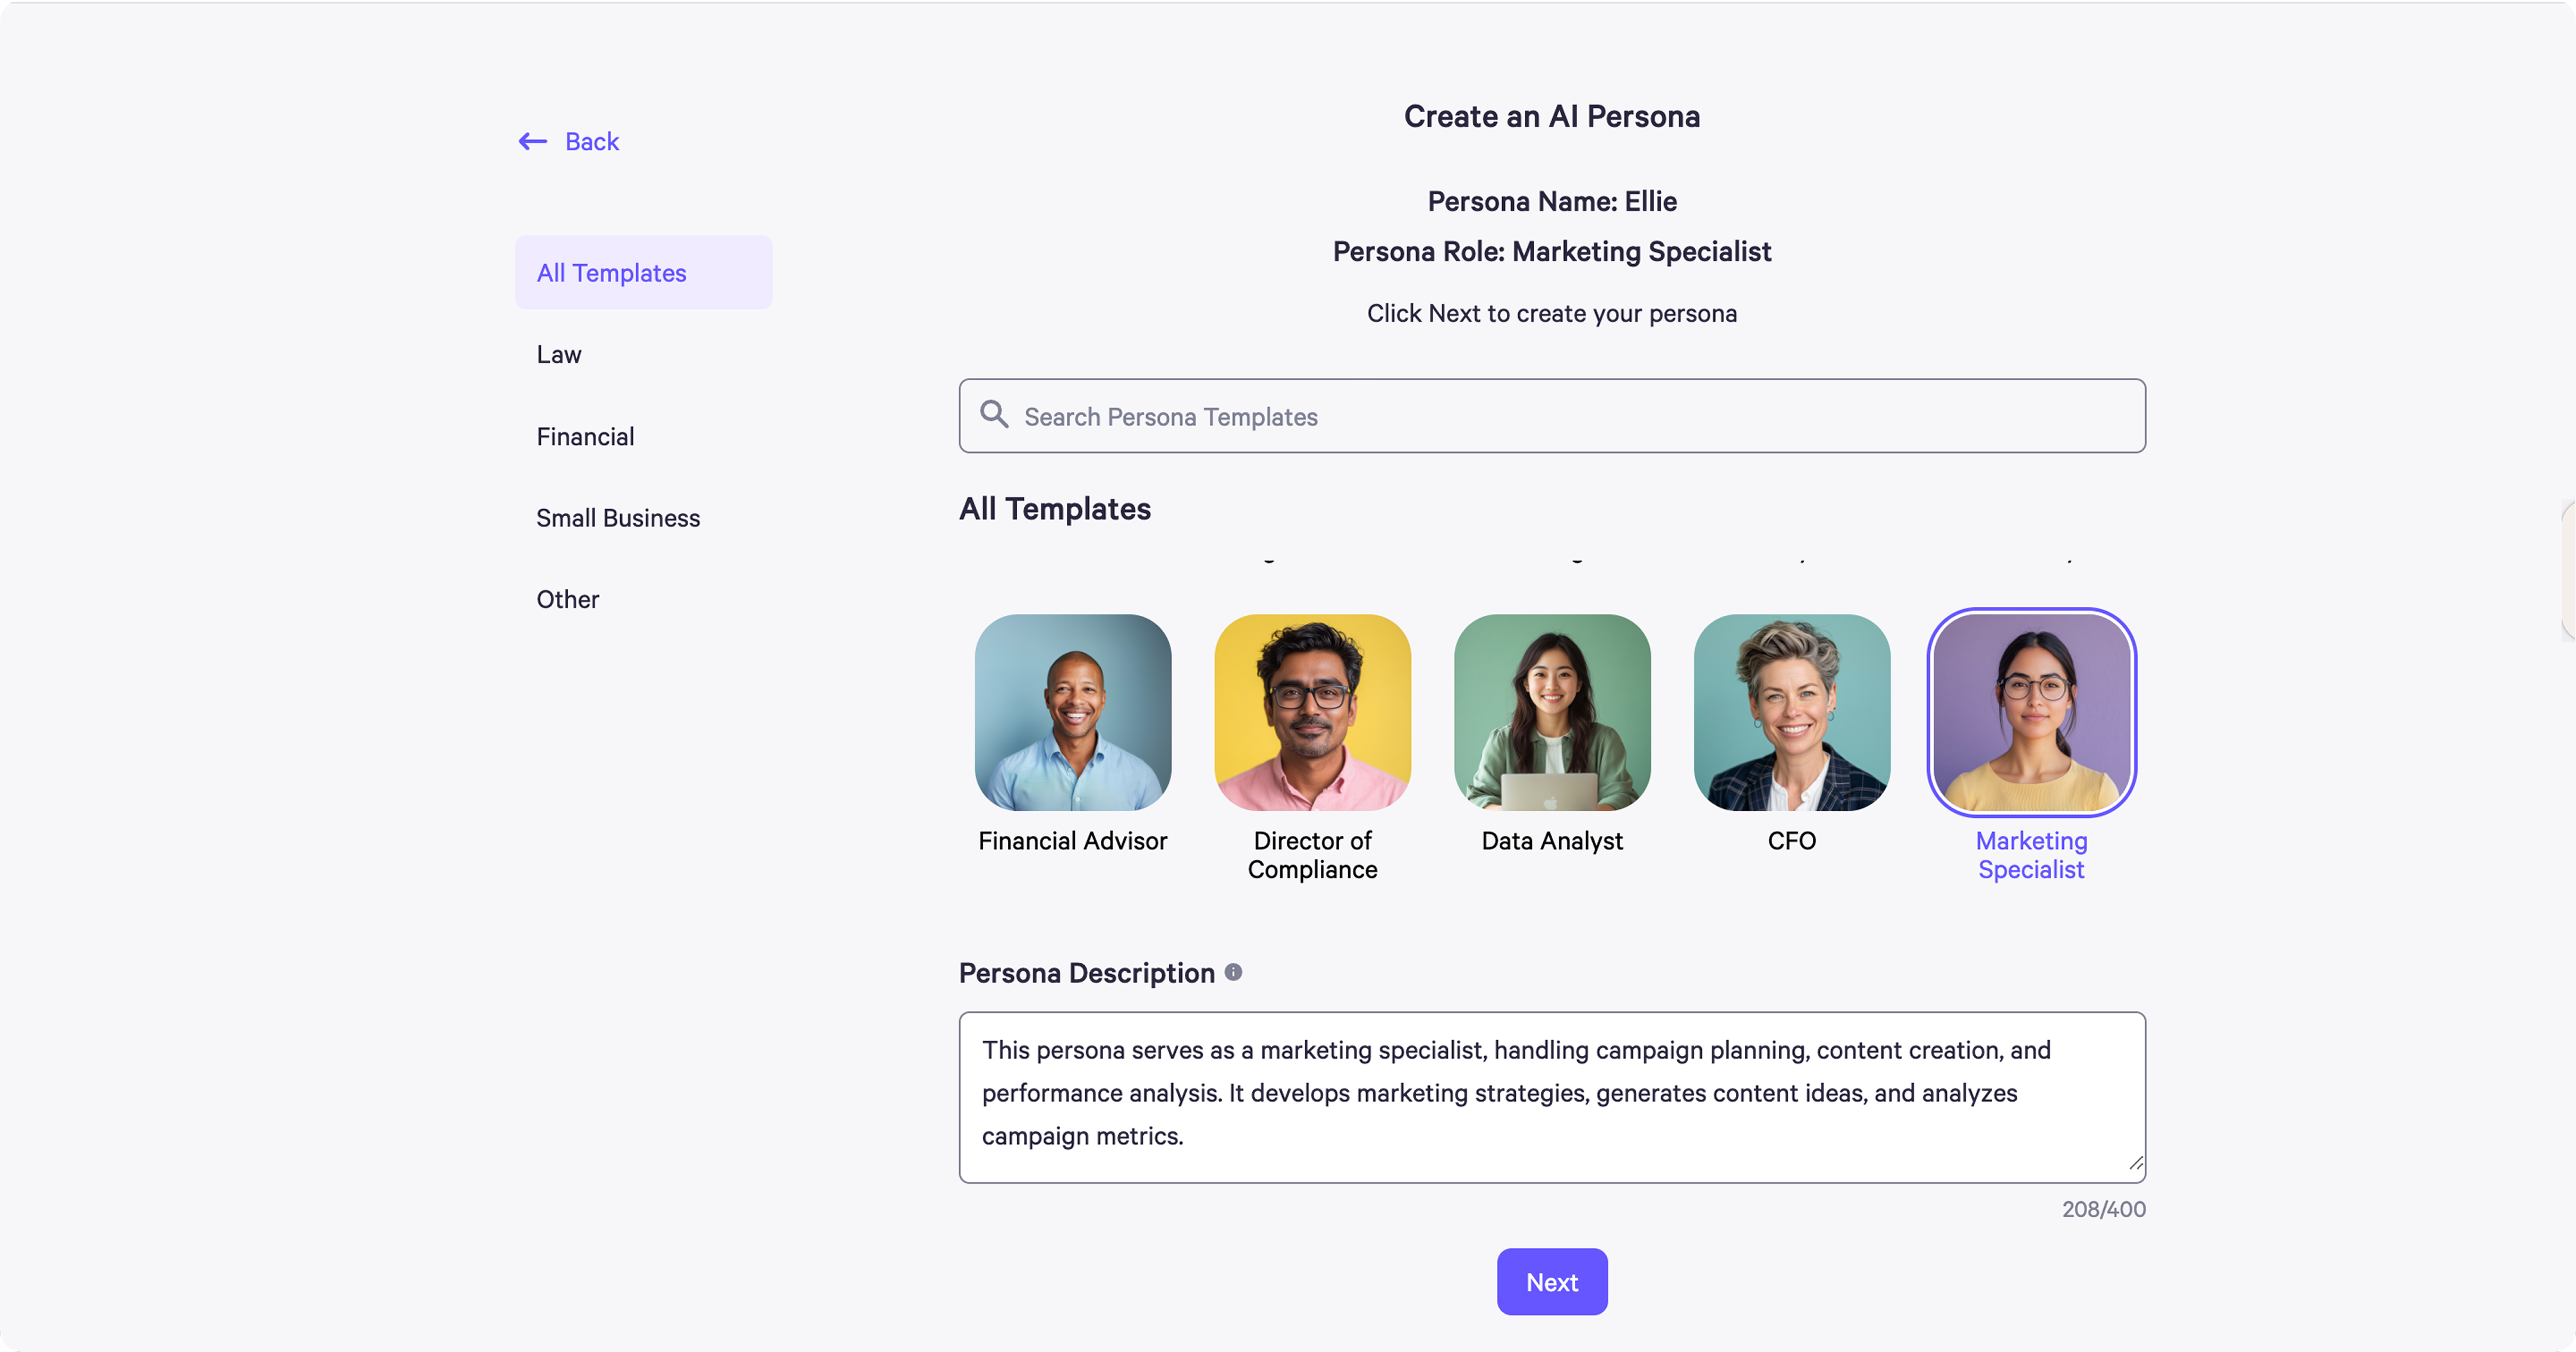 Back
All Templates
Law
Financial
Small Business
Other
Create an AI Persona
Persona Name: Ellie
Persona Role: Marketing Specialist
Click Next to create your persona
Search Persona Templates
All Templates
Financial Advisor
Director of
Compliance
Data Analyst
CFO
Marketing
Specialist
Persona Description
This persona serves as a marketing specialist, handling campaign planning, content creation, and
performance analysis. It develops marketing strategies, generates content ideas, and analyzes
campaign metrics.
208/400
Next